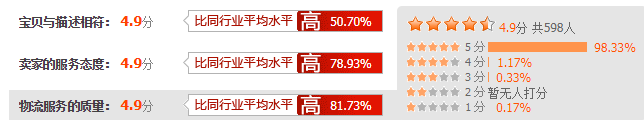 宝贝与描述相符： 4.9分 比同行业平均水平 高 50.70%
卖家的服务态度： 4.9分 比同行业平均水平 高 78.93%
物流服务的质量： 4.9分 比同行业平均水平 高 81.73%
4.9分 共598人
5分 98.33%
4分 1.17%
3分 0.33%
2分 暂无人打分
1分 0.17%